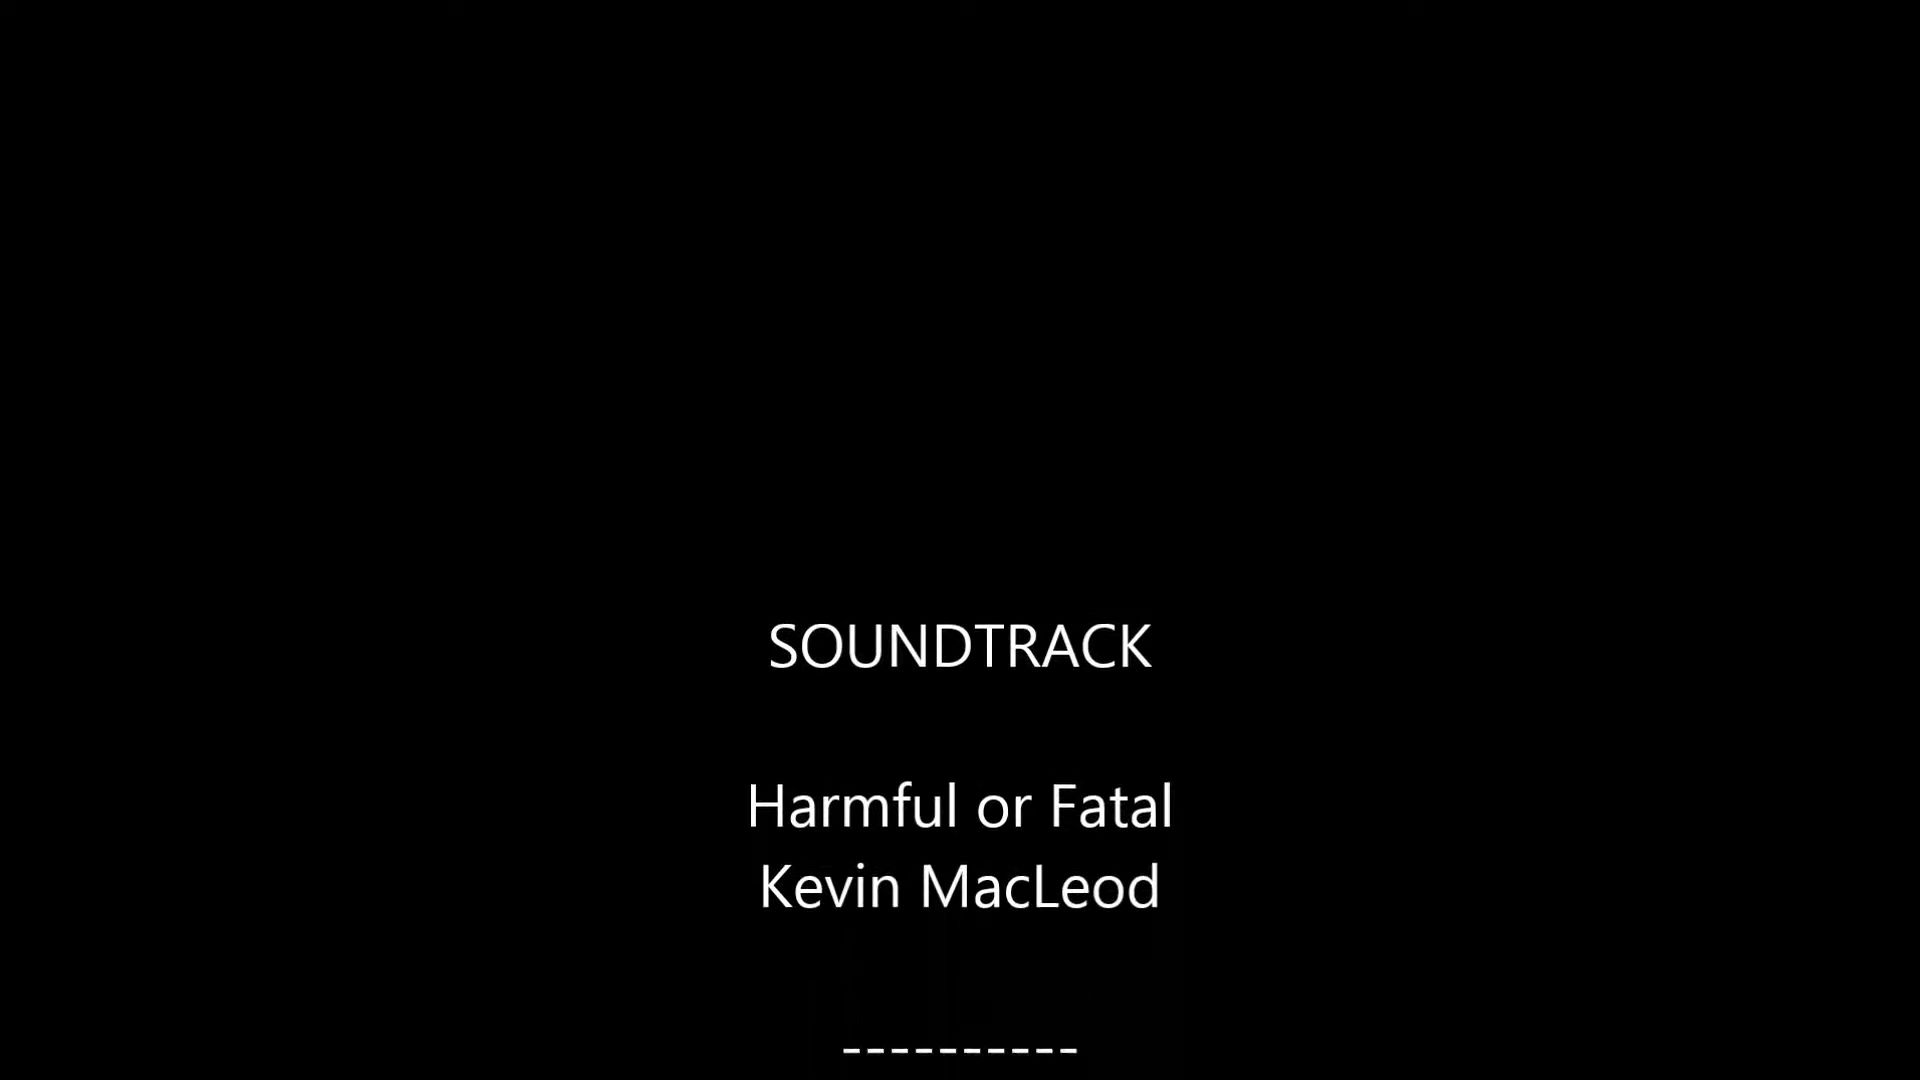 SOUNDTRACK
Harmful or Fatal
Kevin MacLeod
----------